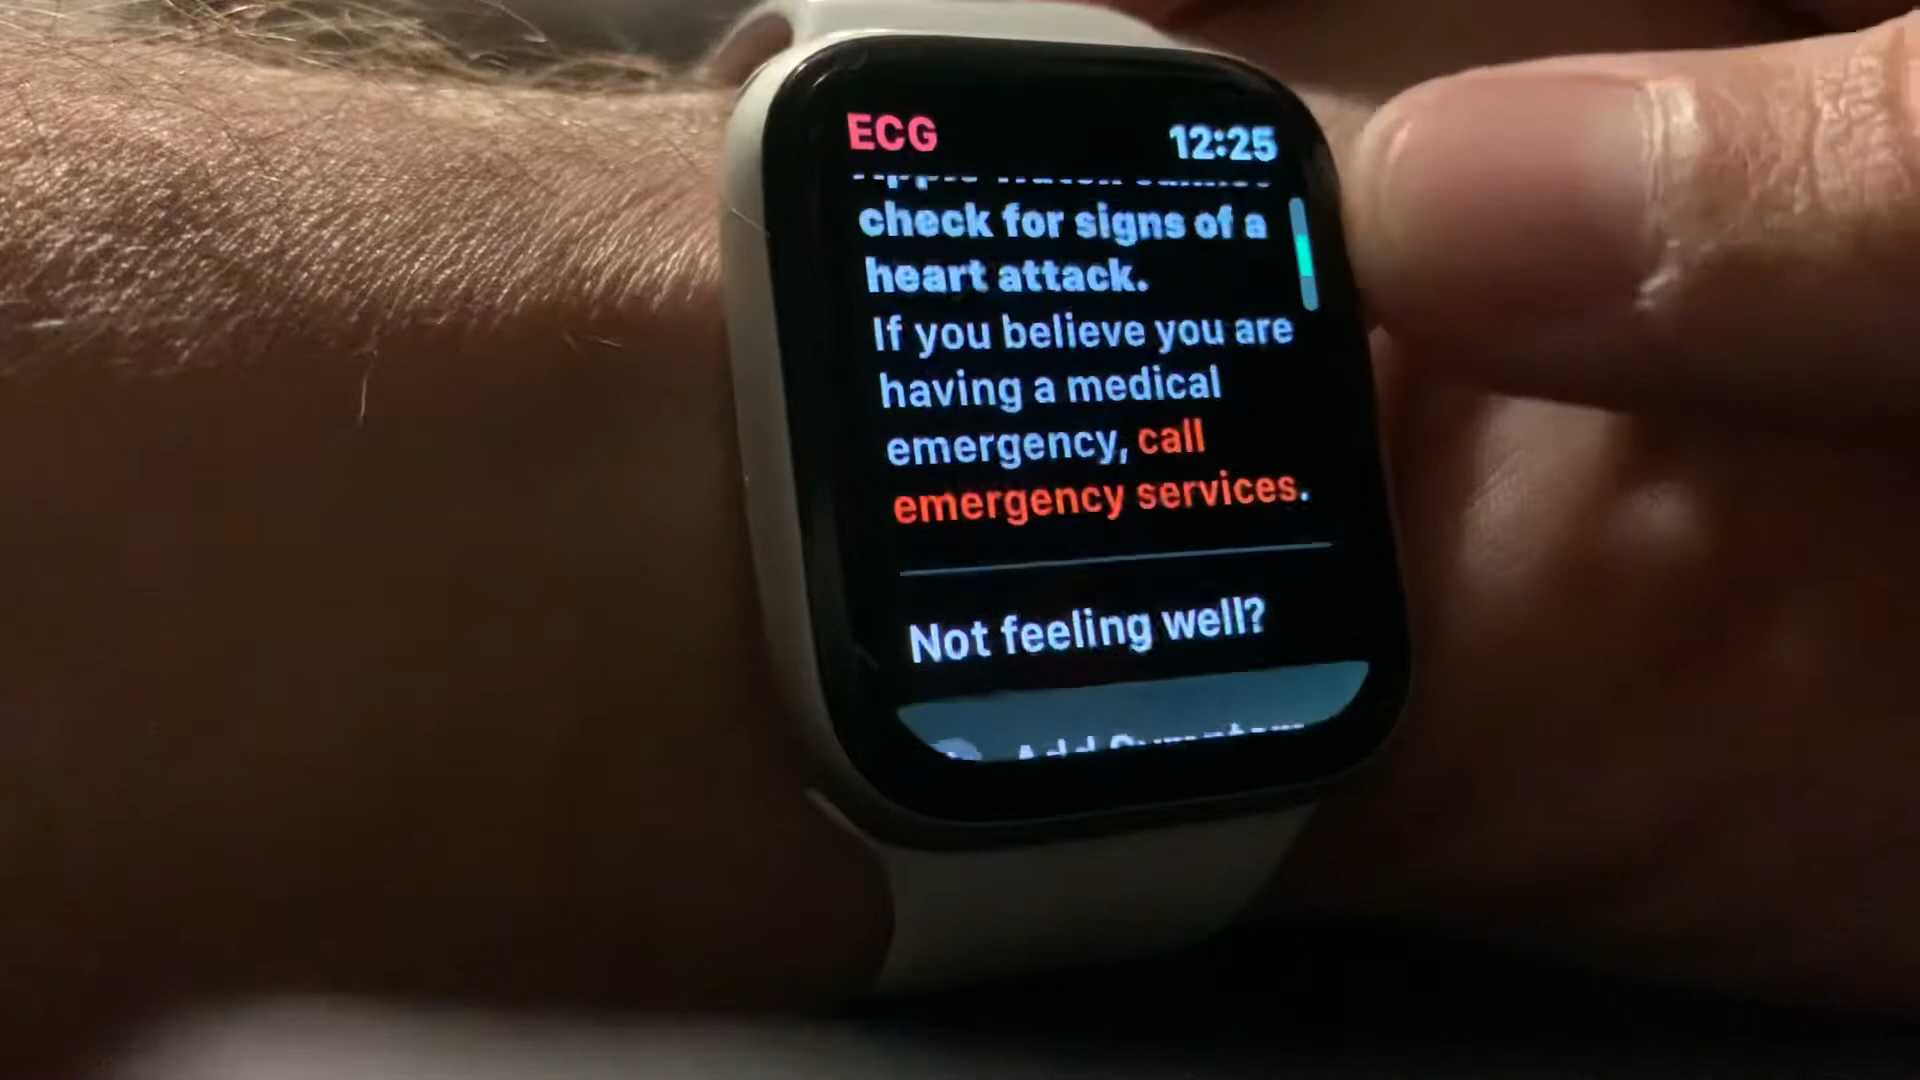 ECG
12:25
check for signs of a
heart attack.
If you believe you are
having a medical
emergency, call
emergency services.
Not feeling well?
Add